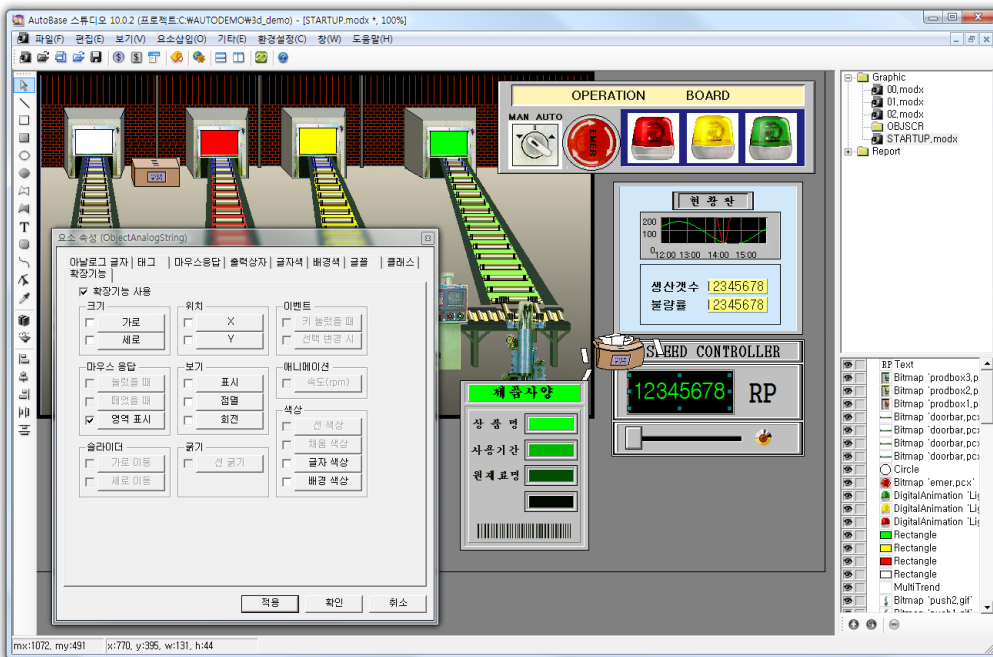 AutoBase 스튜디오 10.0.2 (프로젝트:C:￦AUTODEMO￦3d_demo) - [STARTUP.modx *, 100%]
파일(F) 편집(E) 보기(V) 요소삽입(O) 기타(E) 환경설정(C) 창(W) 도움말(H)
OPERATION BOARD
MAN AUTO
EMER
현 황 판
200
100
0
12:00 13:00 14:00 15:00
생산갯수 12345678
불량률 12345678
SPEED CONTROLLER
12345678 RP
제품사양
상 품 명
사용기간
원재료명
요소 속성 (ObjectAnalogString)
아날로그 글자 태그 마우스응답 출력상자 글자색 배경색 글꼴 클래스
확장기능
확장기능 사용
크기
가로
세로
위치
X
Y
이벤트
키 눌렀을 때
선택 변경 시
마우스 응답
눌렀을 때
떼었을 때
영역 표시
보기
표시
점멸
회전
애니메이션
속도(rpm)
색상
선 색상
채움 색상
글자 색상
배경 색상
슬라이더
가로 이동
세로 이동
굵기
선 굵기
적용 확인 취소
Graphic
00.modx
01.modx
02.modx
OBJSCR
STARTUP.modx
Report
RP Text
Bitmap 'prodbox3.p
Bitmap 'prodbox2.p
Bitmap 'prodbox1.p
Bitmap 'doorbar.pc
Bitmap 'doorbar.pc
Bitmap 'doorbar.pc
Bitmap 'doorbar.pc
Circle
Bitmap 'emer.pcx'
DigitalAnimation 'Li
DigitalAnimation 'Li
DigitalAnimation 'Li
Rectangle
Rectangle
Rectangle
Rectangle
MultiTrend
Bitmap 'push2.gif'
Bitmap 'push1.gif'
mx:1072, my:491 x:770, y:395, w:131, h:44